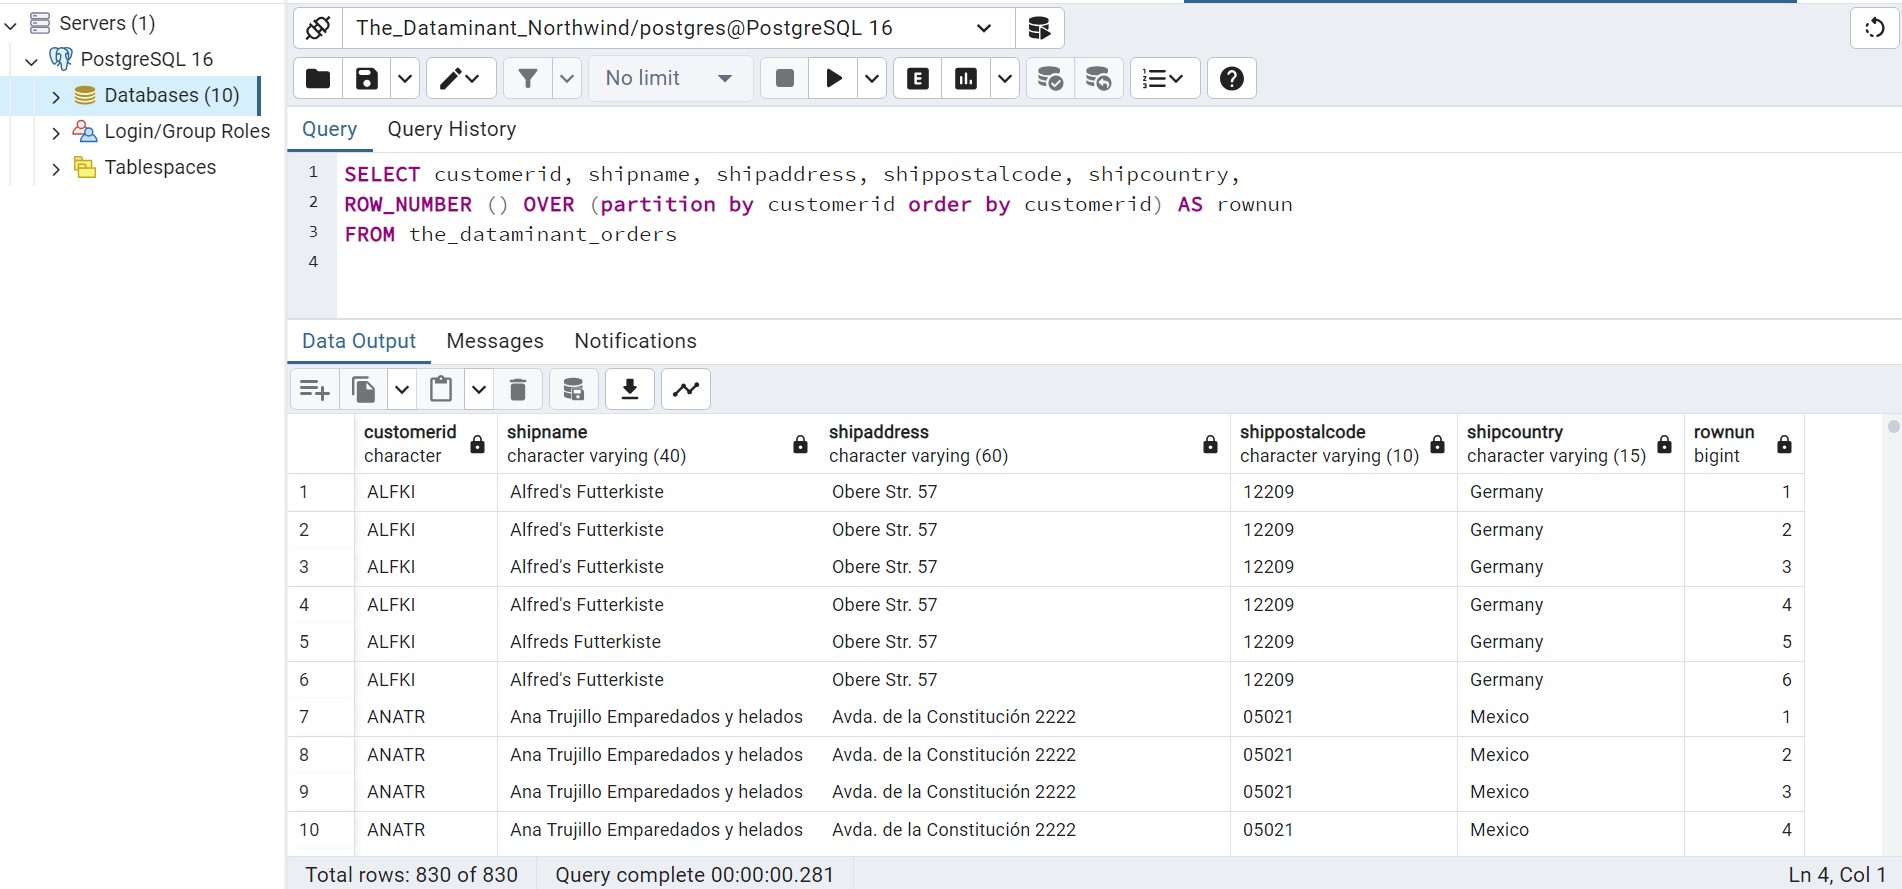 Servers (1)
PostgreSQL 16
Databases (10)
Login/Group Roles
Tablespaces
The_Dataminant_Northwind/postgres@PostgreSQL 16
No limit
E
Query Query History
1 SELECT customerid, shipname, shipaddress, shippostalcode, shipcountry,
2 ROW_NUMBER () OVER (partition by customerid order by customerid) AS rownun
3 FROM the_dataminant_orders
4
Data Output Messages Notifications
customerid shipname shipaddress shippostalcode shipcountry rownun
character character varying (40) character varying (60) character varying (10) character varying (15) bigint
1 ALFKI Alfred's Futterkiste Obere Str. 57 12209 Germany 1
2 ALFKI Alfred's Futterkiste Obere Str. 57 12209 Germany 2
3 ALFKI Alfred's Futterkiste Obere Str. 57 12209 Germany 3
4 ALFKI Alfred's Futterkiste Obere Str. 57 12209 Germany 4
5 ALFKI Alfreds Futterkiste Obere Str. 57 12209 Germany 5
6 ALFKI Alfred's Futterkiste Obere Str. 57 12209 Germany 6
7 ANATR Ana Trujillo Emparedados y helados Avda. de la Constitución 2222 05021 Mexico 1
8 ANATR Ana Trujillo Emparedados y helados Avda. de la Constitución 2222 05021 Mexico 2
9 ANATR Ana Trujillo Emparedados y helados Avda. de la Constitución 2222 05021 Mexico 3
10 ANATR Ana Trujillo Emparedados y helados Avda. de la Constitución 2222 05021 Mexico 4
Total rows: 830 of 830 Query complete 00:00:00.281 Ln 4, Col 1